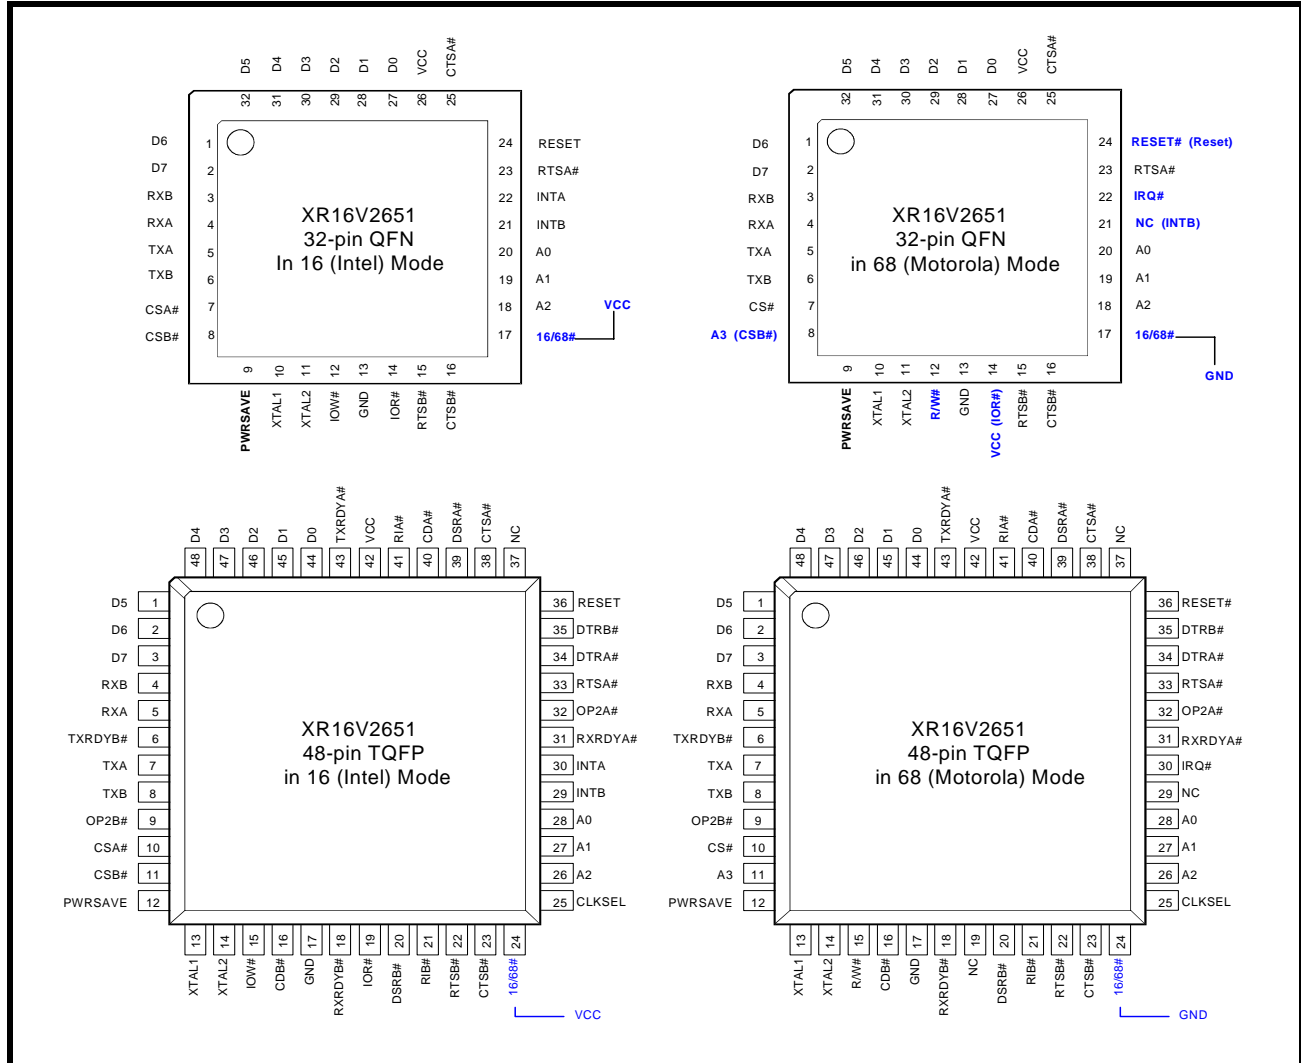 D5 D4 D3 D2 D1 D0 VCC CTSA#
32 31 30 29 28 27 26 25
D6 1 24 RESET
D7 2 23 RTSA#
RXB 3 22 INTA
RXA 4 21 INTB
TXA 5 20 A0
TXB 6 19 A1
CSA# 7 18 A2 VCC
CSB# 8 17 16/68#
XR16V2651
32-pin QFN
In 16 (Intel) Mode
9 10 11 12 13 14 15 16
PWRSAVE XTAL1 XTAL2 IOW# GND IOR# RTSB# CTSB#
D5 D4 D3 D2 D1 D0 VCC CTSA#
32 31 30 29 28 27 26 25
D6 1 24 RESET# (Reset)
D7 2 23 RTSA#
RXB 3 22 IRQ#
RXA 4 21 NC (INTB)
TXA 5 20 A0
TXB 6 19 A1
CS# 7 18 A2
A3 (CSB#) 8 17 16/68#
GND
XR16V2651
32-pin QFN
in 68 (Motorola) Mode
9 10 11 12 13 14 15 16
PWRSAVE XTAL1 XTAL2 R/W# GND VCC (IOR#) RTSB# CTSB#
D4 D3 D2 D1 D0 TXRDYA# VCC RIA# CDA# DSRA# CTSA# NC
48 47 46 45 44 43 42 41 40 39 38 37
D5 1 36 RESET
D6 2 35 DTRB#
D7 3 34 DTRA#
RXB 4 33 RTSA#
RXA 5 32 OP2A#
TXRDYB# 6 31 RXRDYA#
TXA 7 30 INTA
TXB 8 29 INTB
OP2B# 9 28 A0
CSA# 10 27 A1
CSB# 11 26 A2
PWRSAVE 12 25 CLKSEL
XR16V2651
48-pin TQFP
in 16 (Intel) Mode
13 14 15 16 17 18 19 20 21 22 23 24
XTAL1 XTAL2 IOW# CDB# GND RXRDYB# IOR# DSRB# RIB# RTSB# CTSB# 16/68#
VCC
D4 D3 D2 D1 D0 TXRDYA# VCC RIA# CDA# DSRA# CTSA# NC
48 47 46 45 44 43 42 41 40 39 38 37
D5 1 36 RESET#
D6 2 35 DTRB#
D7 3 34 DTRA#
RXB 4 33 RTSA#
RXA 5 32 OP2A#
TXRDYB# 6 31 RXRDYA#
TXA 7 30 IRQ#
TXB 8 29 NC
OP2B# 9 28 A0
CS# 10 27 A1
A3 11 26 A2
PWRSAVE 12 25 CLKSEL
XR16V2651
48-pin TQFP
in 68 (Motorola) Mode
13 14 15 16 17 18 19 20 21 22 23 24
XTAL1 XTAL2 R/W# CDB# GND RXRDYB# NC DSRB# RIB# RTSB# CTSB# 16/68#
GND